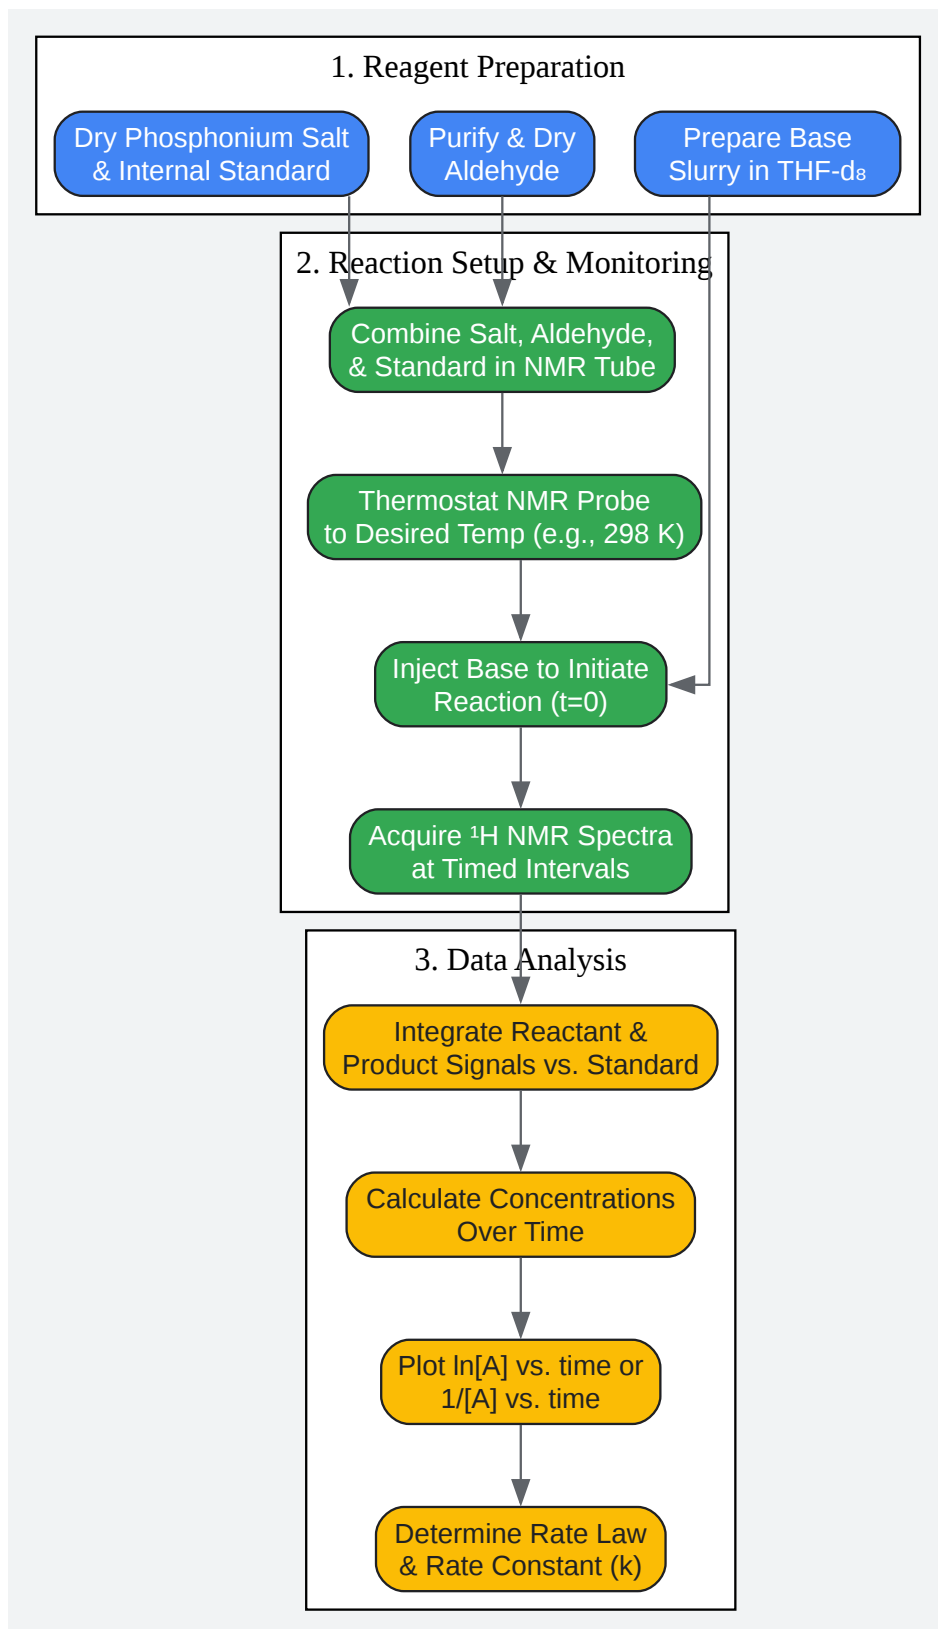 1. Reagent Preparation
Dry Phosphonium Salt
& Internal Standard
Purify & Dry
Aldehyde
Prepare Base
Slurry in THF-d₈
2. Reaction Setup & Monitoring
Combine Salt, Aldehyde,
& Standard in NMR Tube
Thermostat NMR Probe
to Desired Temp (e.g., 298 K)
Inject Base to Initiate
Reaction (t=0)
Acquire ¹H NMR Spectra
at Timed Intervals
3. Data Analysis
Integrate Reactant &
Product Signals vs. Standard
Calculate Concentrations
Over Time
Plot ln[A] vs. time or
1/[A] vs. time
Determine Rate Law
& Rate Constant (k)